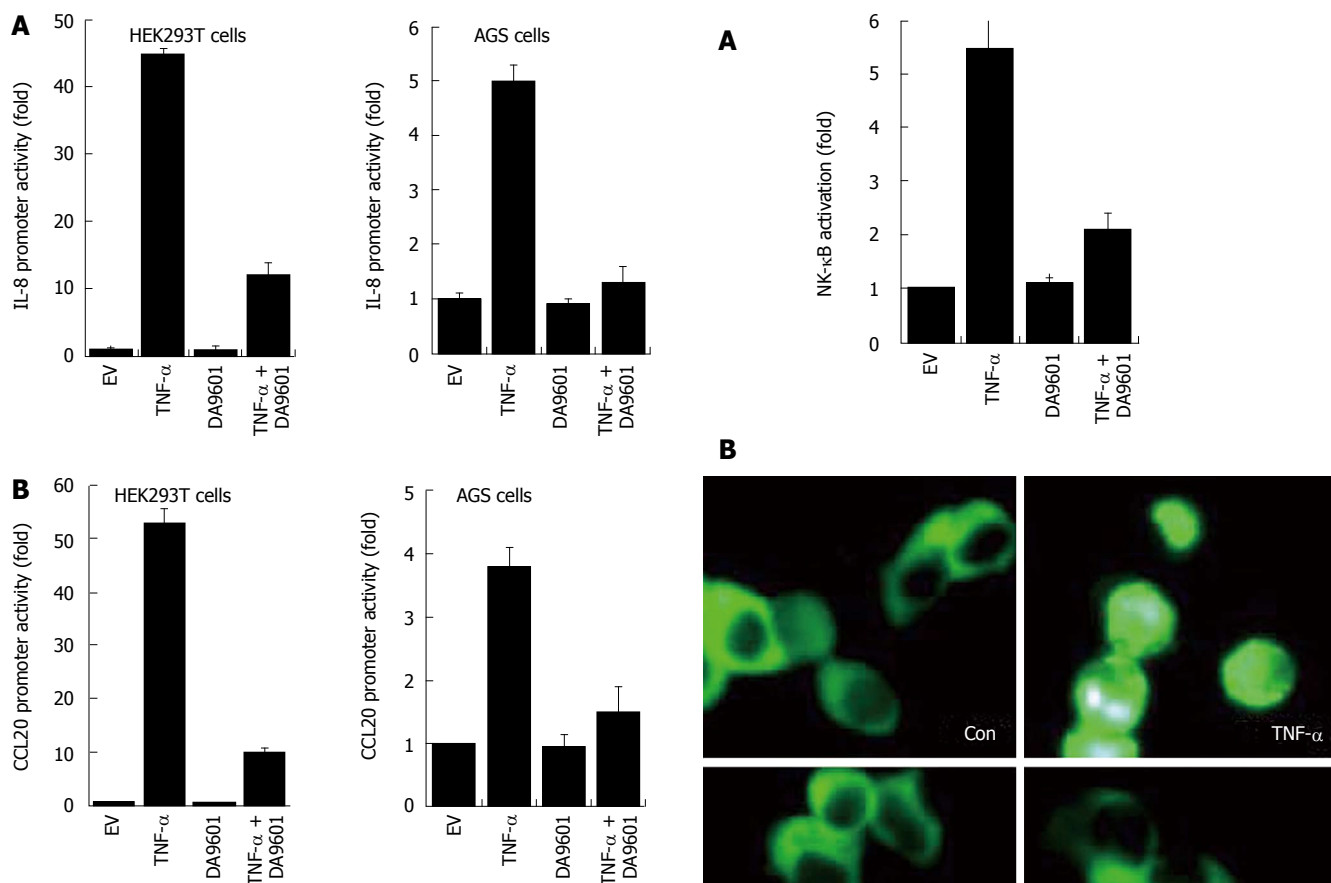 A
HEK293T cells
IL-8 promoter activity (fold)
50
40
30
20
10
0
EV
TNF-α
DA9601
TNF-α +
DA9601
AGS cells
IL-8 promoter activity (fold)
6
5
4
3
2
1
0
EV
TNF-α
DA9601
TNF-α +
DA9601
B
HEK293T cells
CCL20 promoter activity (fold)
60
50
40
30
20
10
0
EV
TNF-α
DA9601
TNF-α +
DA9601
AGS cells
CCL20 promoter activity (fold)
5
4
3
2
1
0
EV
TNF-α
DA9601
TNF-α +
DA9601
A
NK-κB activation (fold)
6
5
4
2
1
0
EV
TNF-α
DA9601
TNF-α +
DA9601
B
Con
TNF-α